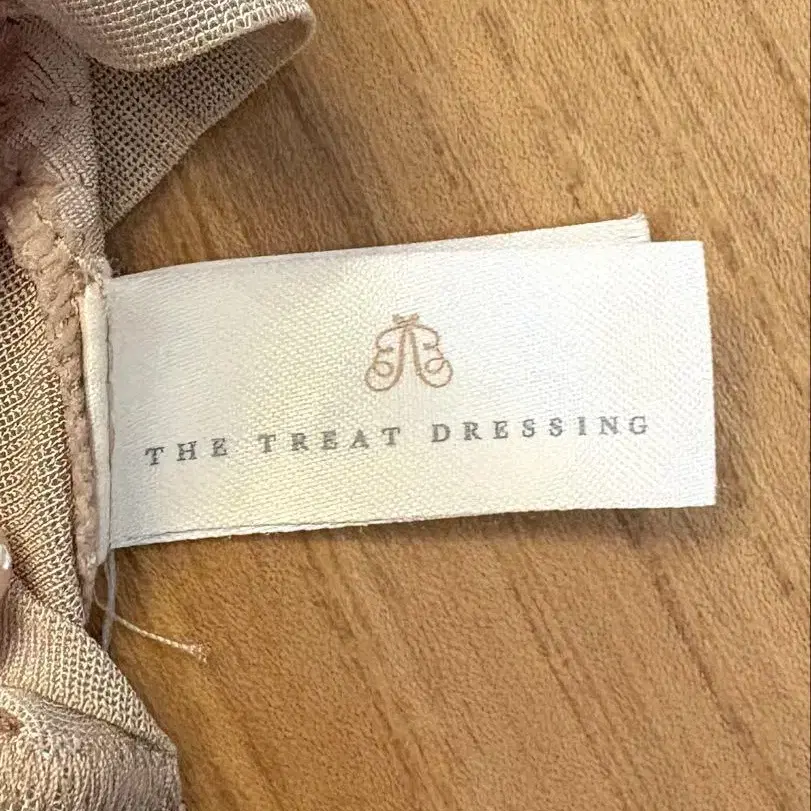 THE TREAT DRESSING